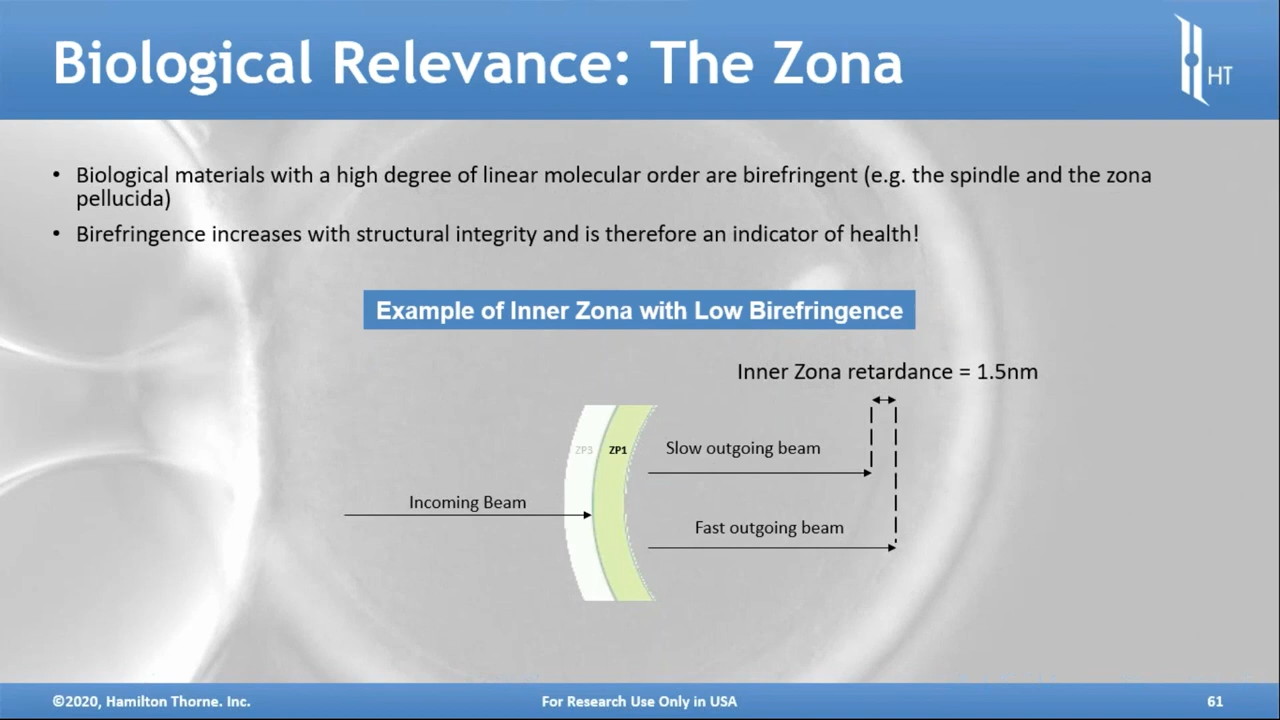 Biological Relevance: The Zona
HT
• Biological materials with a high degree of linear molecular order are birefringent (e.g. the spindle and the zona
pellucida)
• Birefringence increases with structural integrity and is therefore an indicator of health!
Example of Inner Zona with Low Birefringence
Inner Zona retardance = 1.5nm
ZP3 ZP1
Slow outgoing beam
Incoming Beam
Fast outgoing beam
©2020, Hamilton Thorne. Inc.
For Research Use Only in USA
61